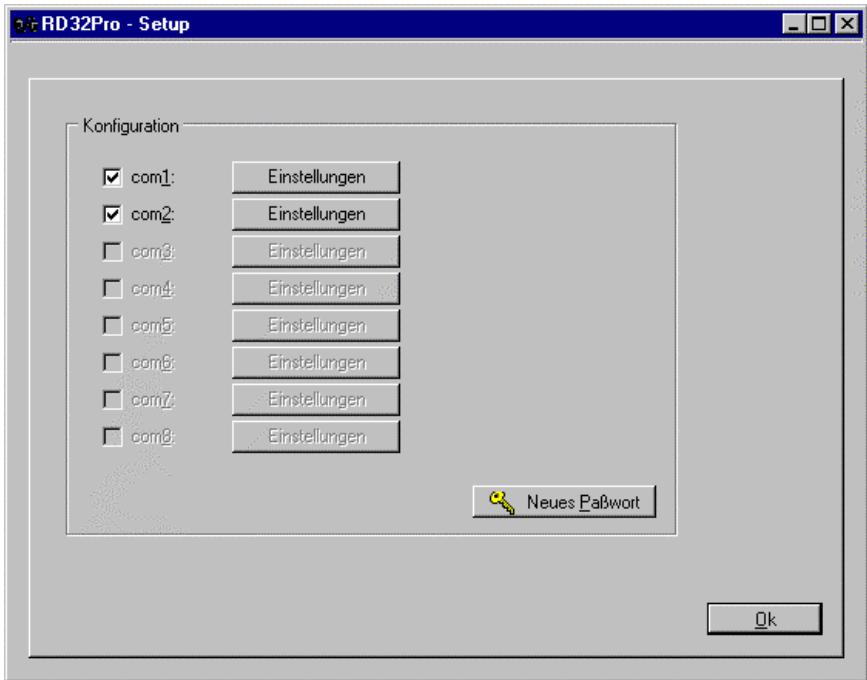 RD32Pro - Setup
Konfiguration
com1: Einstellungen
com2: Einstellungen
com3: Einstellungen
com4: Einstellungen
com5: Einstellungen
com6: Einstellungen
com7: Einstellungen
com8: Einstellungen
Neues Paßwort
Ok